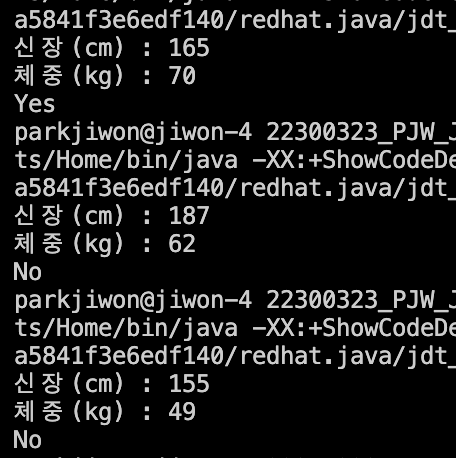 a5841f3e6edf140/redhat.java/jdt_
신장(cm) : 165
체중(kg) : 70
Yes
parkjiwon@jiwon-4 22300323_PJW_J
ts/Home/bin/java -XX:+ShowCodeDe
a5841f3e6edf140/redhat.java/jdt_
신장(cm) : 187
체중(kg) : 62
No
parkjiwon@jiwon-4 22300323_PJW_J
ts/Home/bin/java -XX:+ShowCodeDe
a5841f3e6edf140/redhat.java/jdt_
신장(cm) : 155
체중(kg) : 49
No